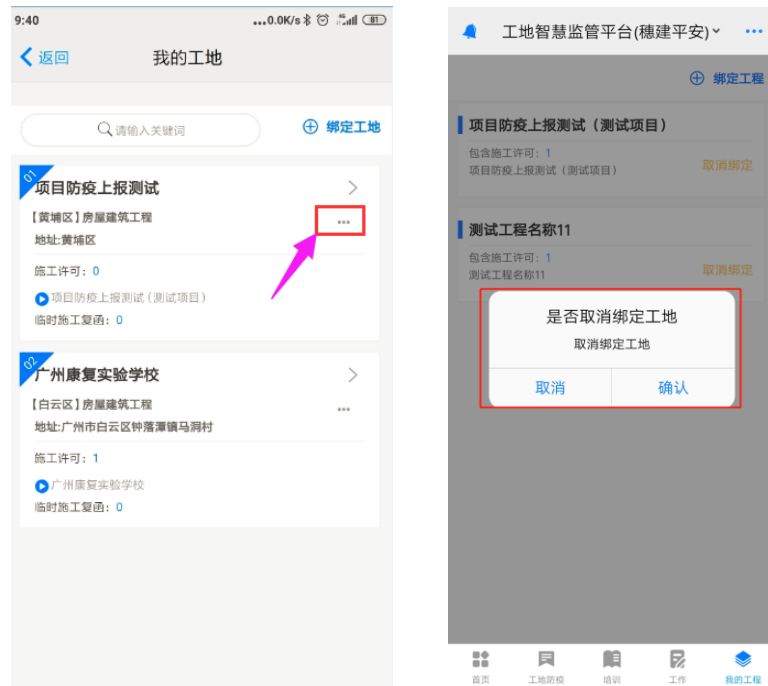 9:40
...0.0K/s
81
返回
我的工地
请输入关键词
绑定工地
01
项目防疫上报测试
【黄埔区】房屋建筑工程
地址:黄埔区
施工许可: 0
项目防疫上报测试(测试项目)
临时施工复函: 0
02
广州康复实验学校
【白云区】房屋建筑工程
地址:广州市白云区钟落潭镇马洞村
施工许可: 1
广州康复实验学校
临时施工复函: 0
工地智慧监管平台(穗建平安)
绑定工程
项目防疫上报测试(测试项目)
包含施工许可: 1
项目防疫上报测试(测试项目)
取消绑定
测试工程名称11
包含施工许可: 1
测试工程名称11
取消绑定
是否取消绑定工地
取消绑定工地
取消
确认
首页
工地防疫
培训
工作
我的工程